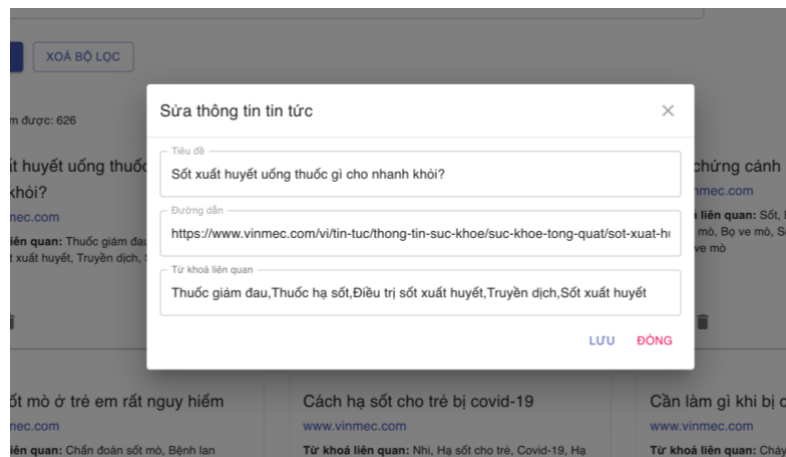 XOÁ BỘ LỌC
m được: 626
Sửa thông tin tin tức
Tiêu đề
Sốt xuất huyết uống thuốc gì cho nhanh khỏi?
Đường dẫn
https://www.vinmec.com/vi/tin-tuc/thong-tin-suc-khoe/suc-khoe-tong-quat/sot-xuat-hu
Từ khoá liên quan
Thuốc giảm đau,Thuốc hạ sốt,Điều trị sốt xuất huyết,Truyền dịch,Sốt xuất huyết
LƯU ĐÓNG
ất huyết uống thuốc
khỏi?
mec.com
liên quan: Thuốc giảm đau
t xuất huyết, Truyền dịch,
chứng cảnh
nmec.com
liên quan: Sốt,
mò, Bọ ve mò, S
ve mò
ốt mò ở trẻ em rất nguy hiểm
mec.com
liên quan: Chẩn đoán sốt mò, Bệnh lan
Cách hạ sốt cho trẻ bị covid-19
www.vinmec.com
Từ khoá liên quan: Nhi, Hạ sốt cho trẻ, Covid-19, Hạ
Cần làm gì khi bị c
www.vinmec.com
Từ khoá liên quan: Chảy